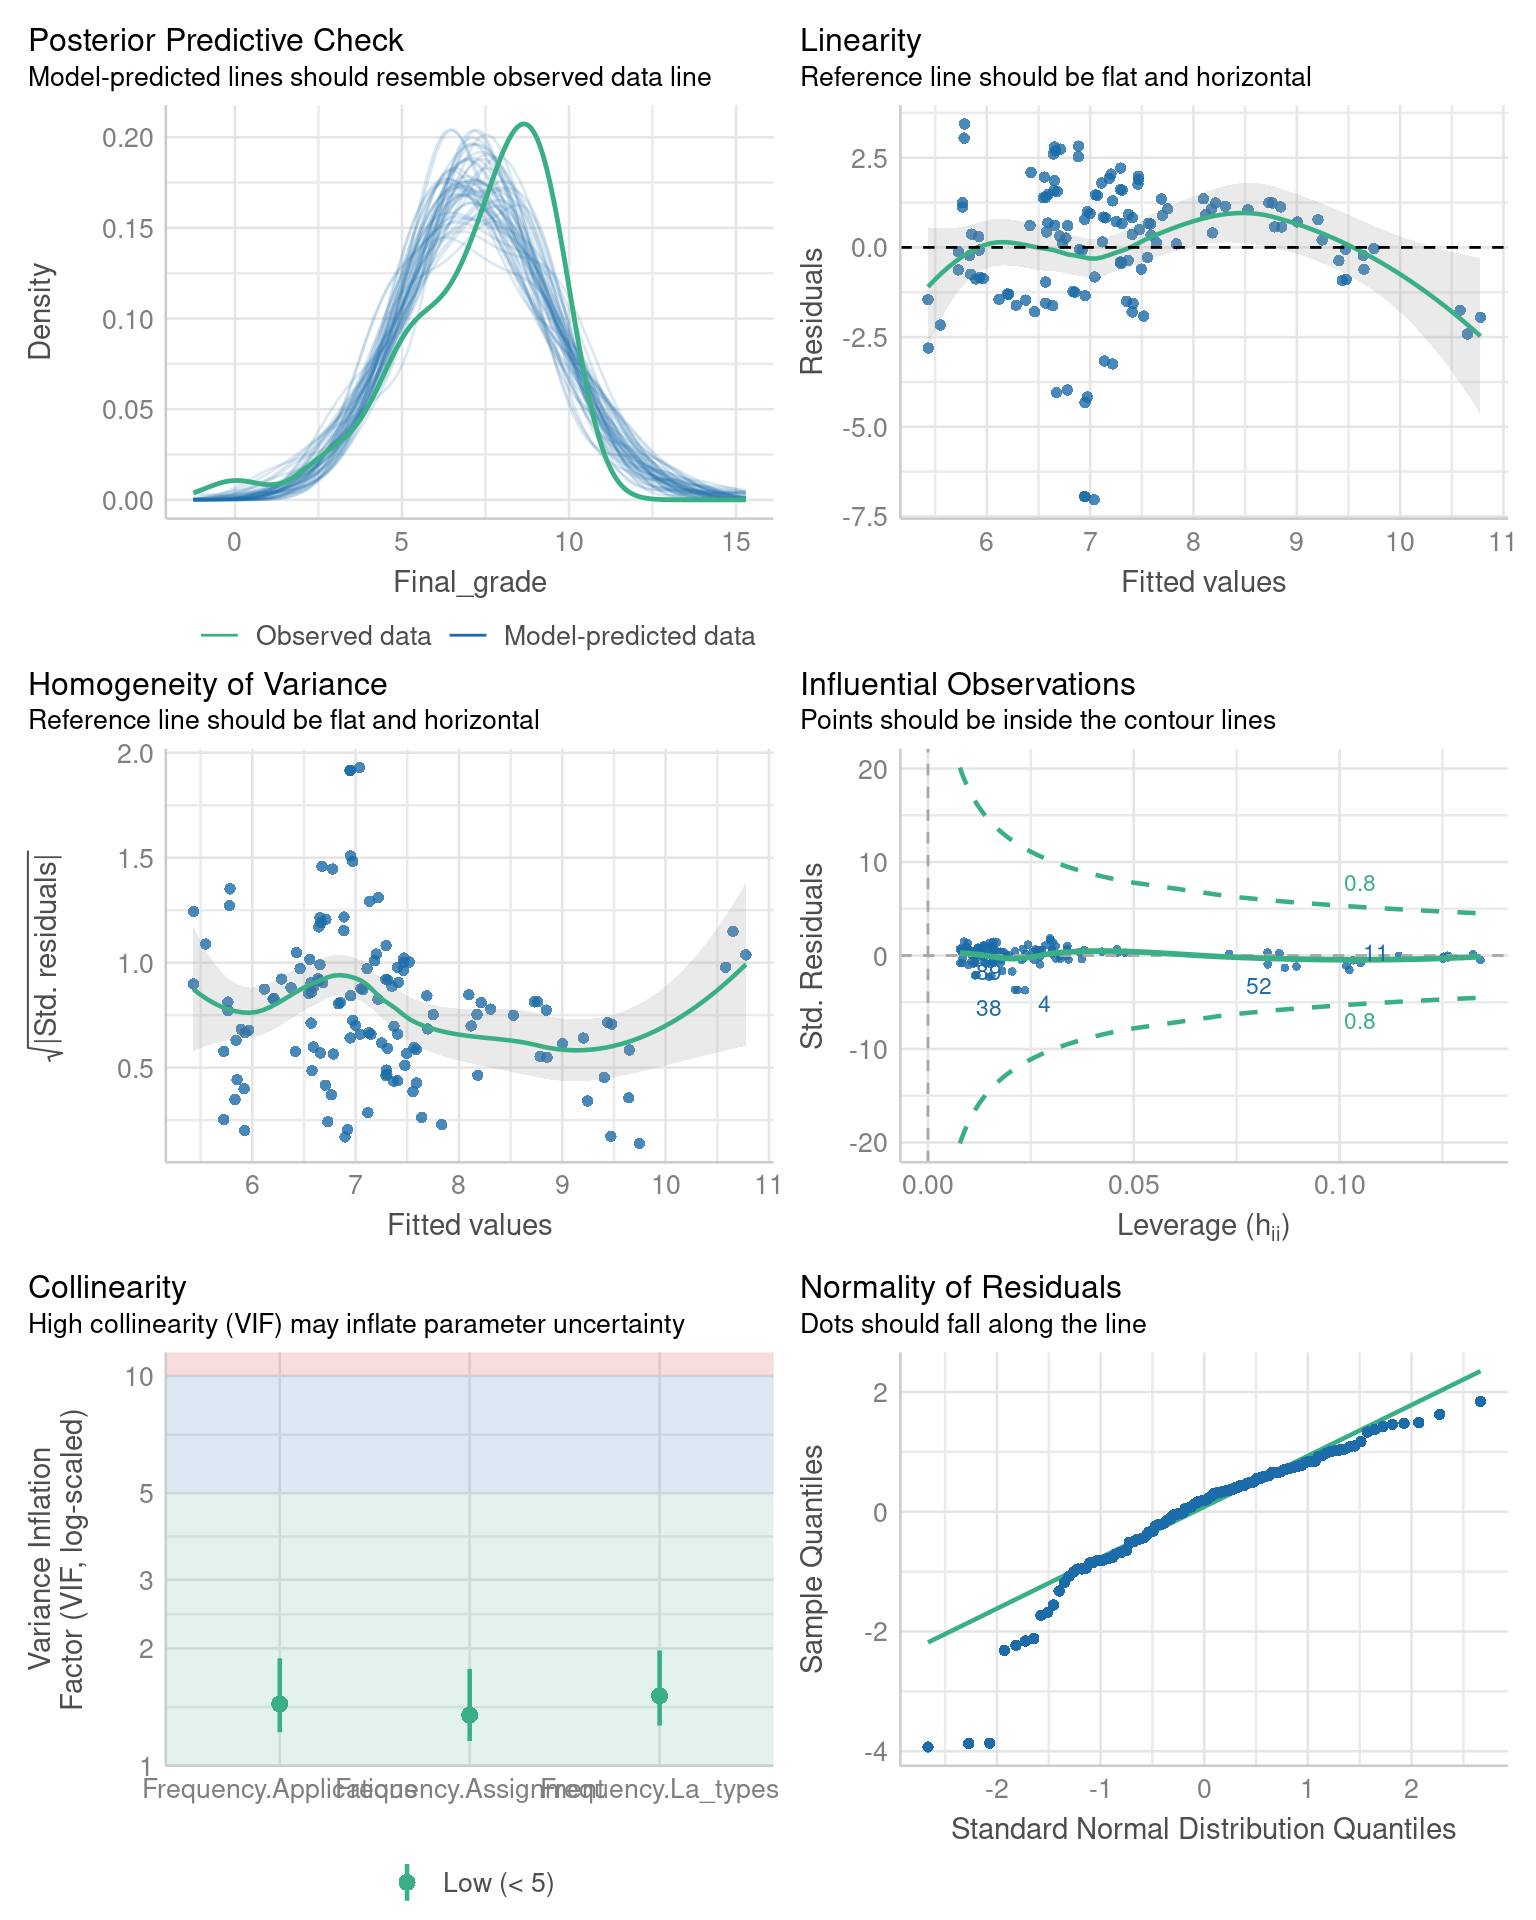 Posterior Predictive Check
Model-predicted lines should resemble observed data line
0.20
0.15
0.10
0.05
0.00
Density
0
5
10
15
Final_grade
Observed data
Model-predicted data
Linearity
Reference line should be flat and horizontal
2.5
0.0
-2.5
-5.0
-7.5
Residuals
6
7
8
9
10
11
Fitted values
Homogeneity of Variance
Reference line should be flat and horizontal
2.0
1.5
1.0
0.5
√|Std. residuals|
6
7
8
9
10
11
Fitted values
Influential Observations
Points should be inside the contour lines
20
10
0
-10
-20
Std. Residuals
0.8
11
52
38
4
0.8
0.00
0.05
0.10
Leverage (hᵢᵢ)
Collinearity
High collinearity (VIF) may inflate parameter uncertainty
10
5
3
2
1
Variance Inflation
Factor (VIF, log-scaled)
Frequency.Applications
Frequency.Assignment
Frequency.La_types
Low (< 5)
Normality of Residuals
Dots should fall along the line
2
0
-2
-4
Sample Quantiles
-2
-1
0
1
2
Standard Normal Distribution Quantiles